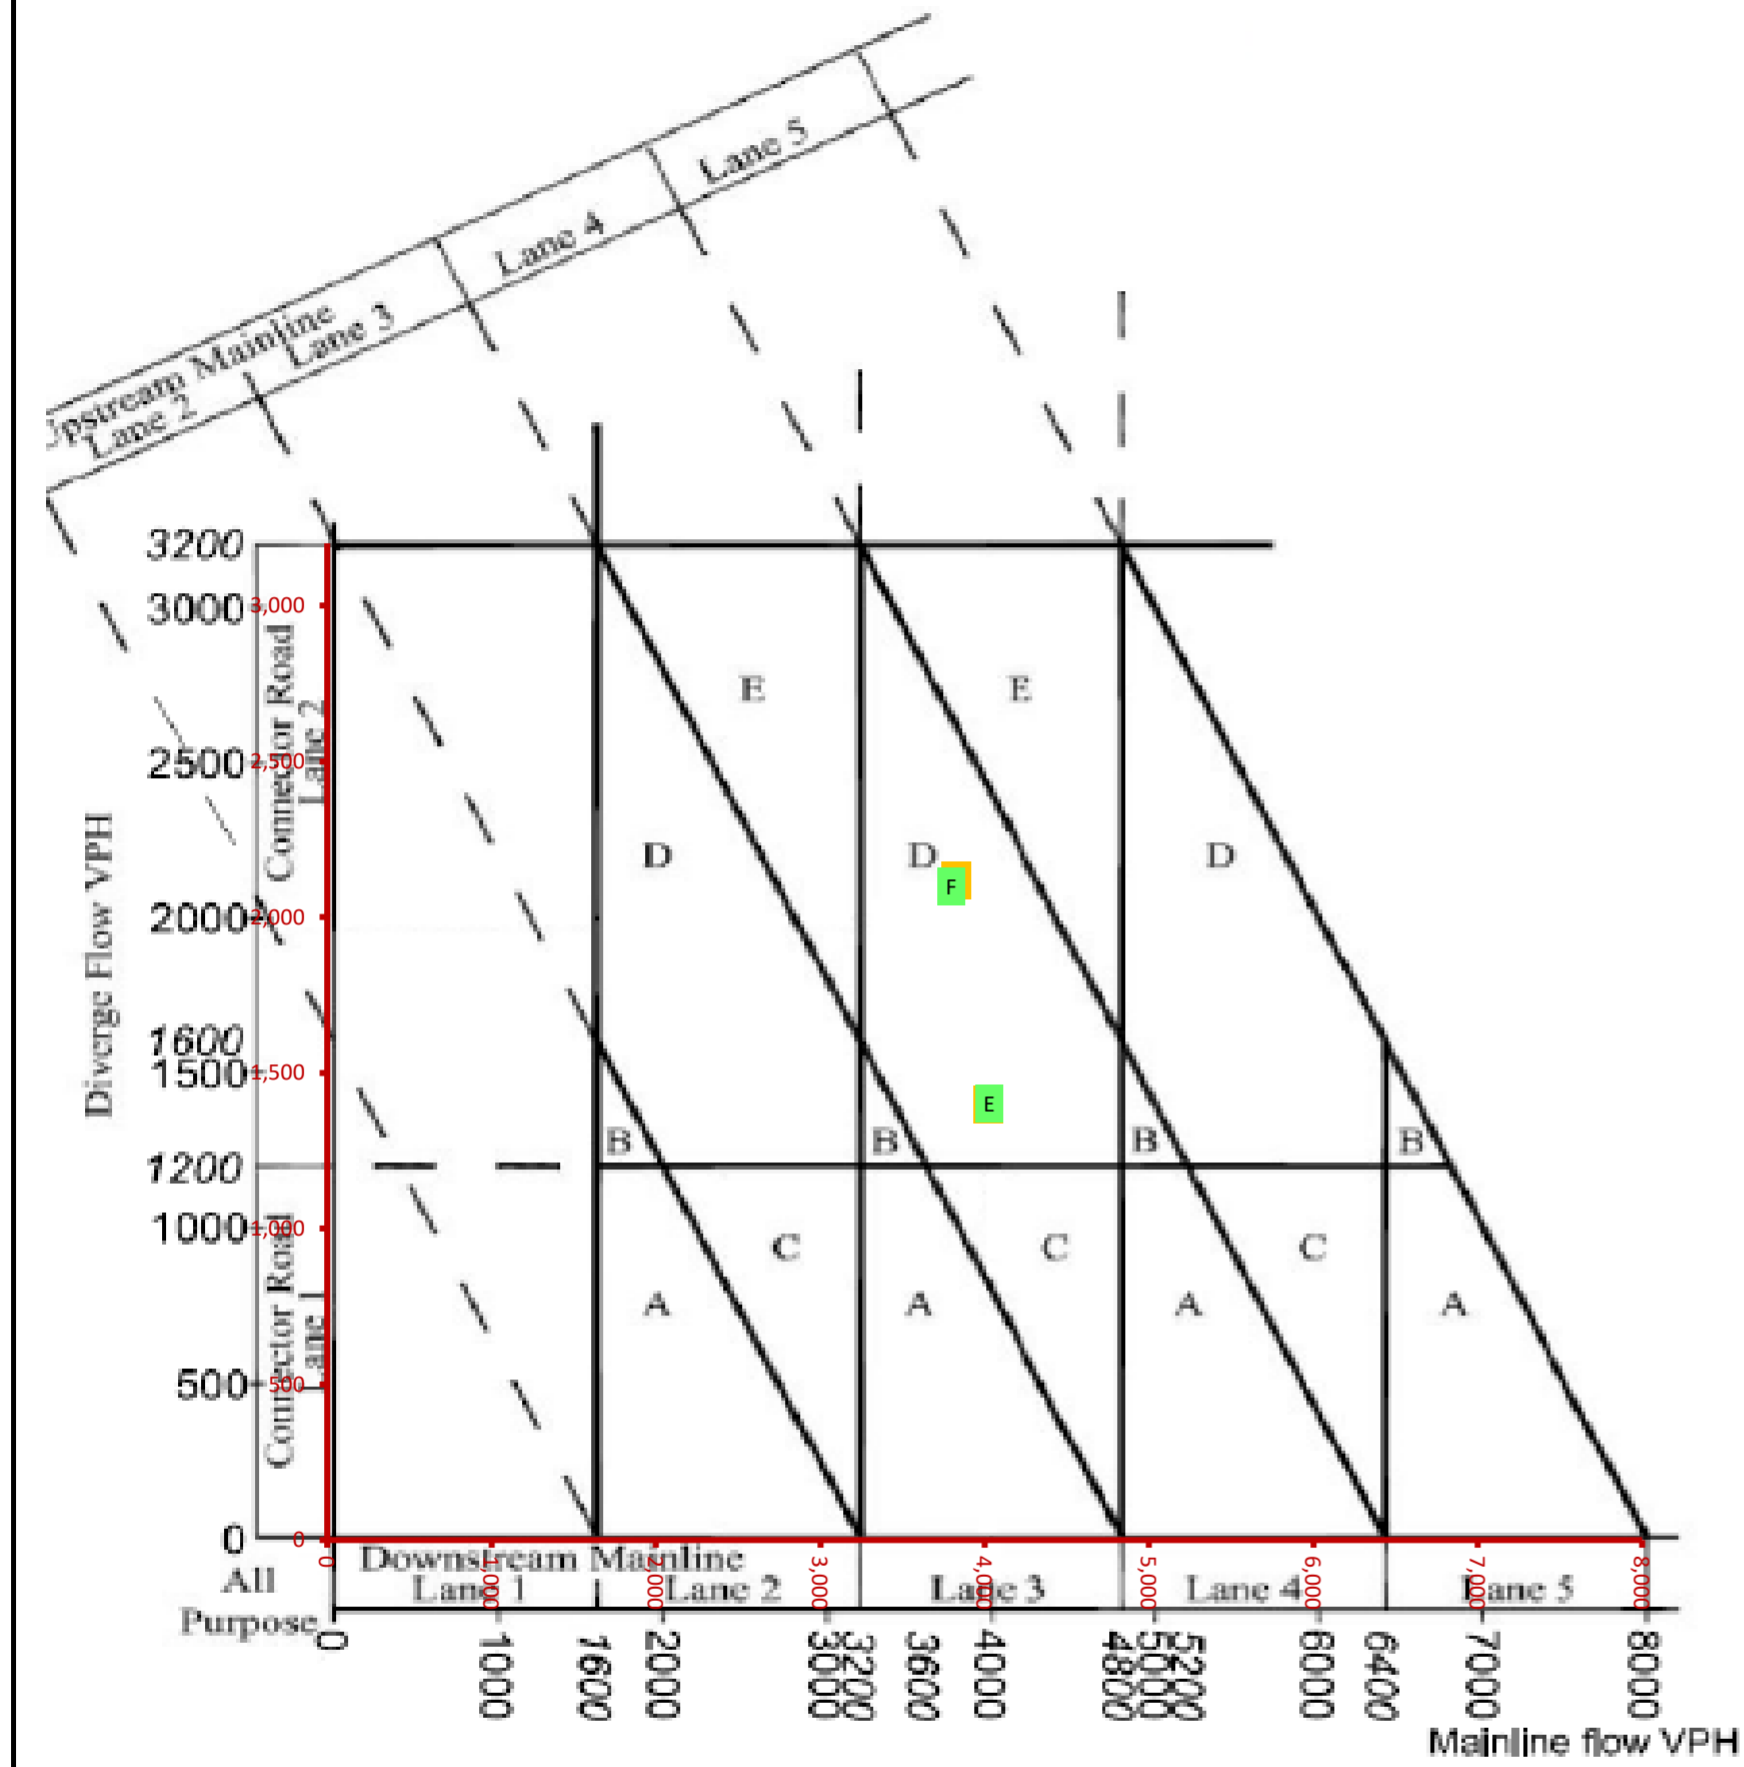 Lane 5
Lane 4
Lane 3
Upstream Mainline
Lane 2
3200
3000
3,000
2500
2,500
2000
2,000
1600
1500
1,500
1200
1000
1,000
500
500
0
0
Diverge Flow VPH
Connector Road
Lane 2
Connector Road
Lane 1
E
E
D
D
D
F
E
B
B
B
B
C
C
C
A
A
A
A
All
Purpose
Downstream Mainline
Lane 1
Lane 2
Lane 3
Lane 4
Lane 5
0
1,000
2,000
3,000
4,000
5,000
6,000
7,000
8,000
0
1000
1600
2000
3000
3200
3600
4000
4800
5000
5200
6000
6400
7000
8000
Mainline flow VPH